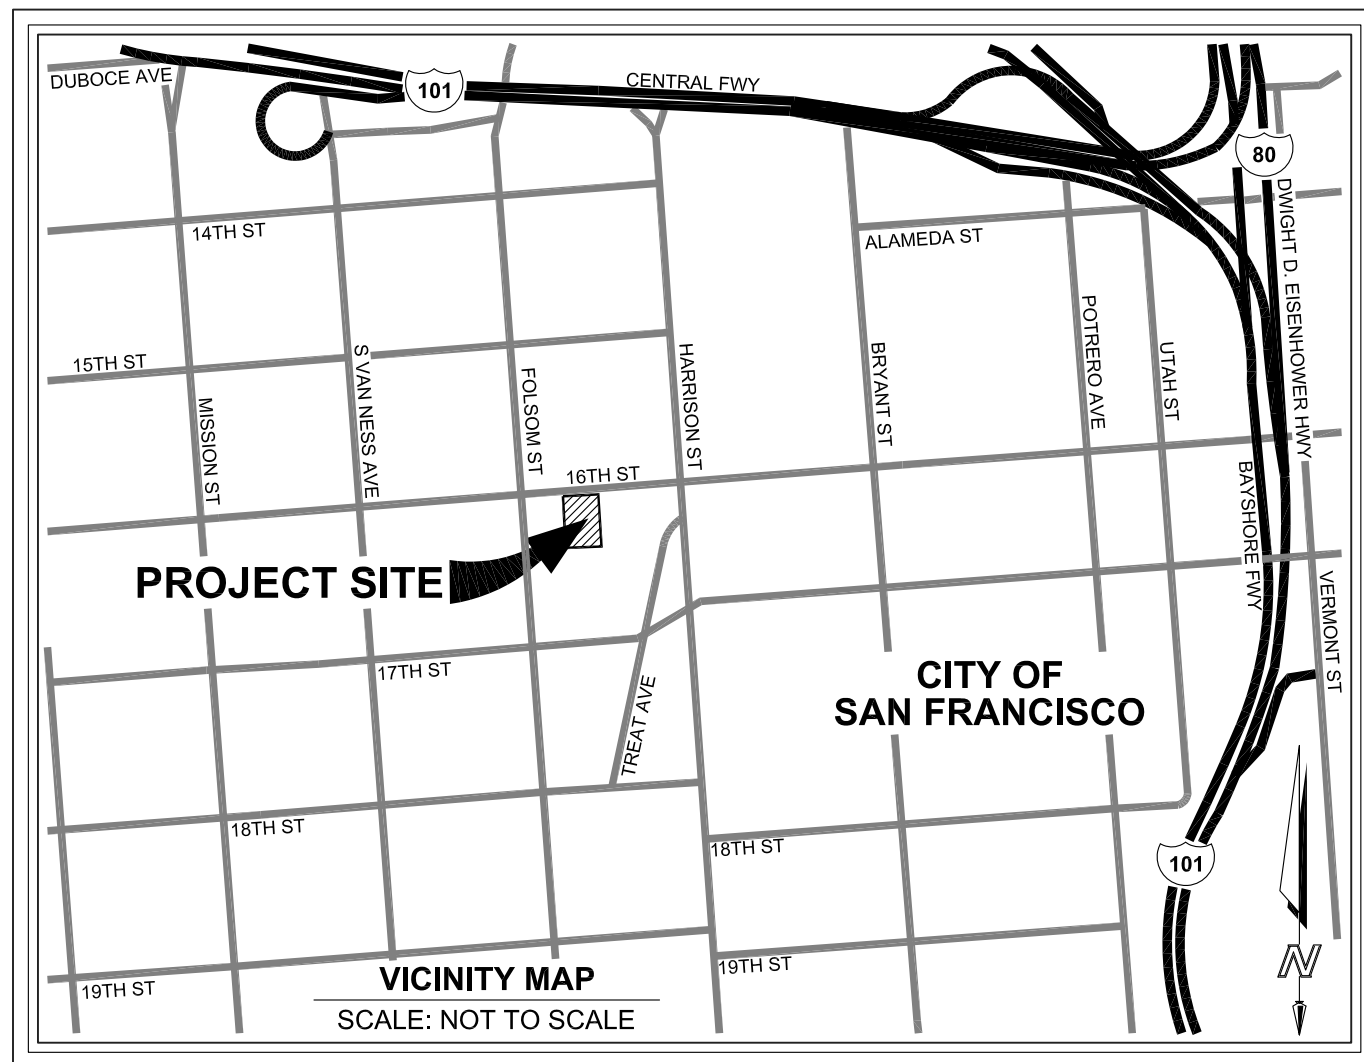 DUBOCE AVE
101
CENTRAL FWY
80
14TH ST
ALAMEDA ST
DWIGHT D. EISENHOWER HWY
15TH ST
MISSION ST
S VAN NESS AVE
FOLSOM ST
HARRISON ST
BRYANT ST
POTRERO AVE
UTAH ST
16TH ST
BAYSHORE FWY
PROJECT SITE
VERMONT ST
17TH ST
TREAT AVE
CITY OF
SAN FRANCISCO
18TH ST
18TH ST
101
19TH ST
19TH ST
VICINITY MAP
SCALE: NOT TO SCALE
N